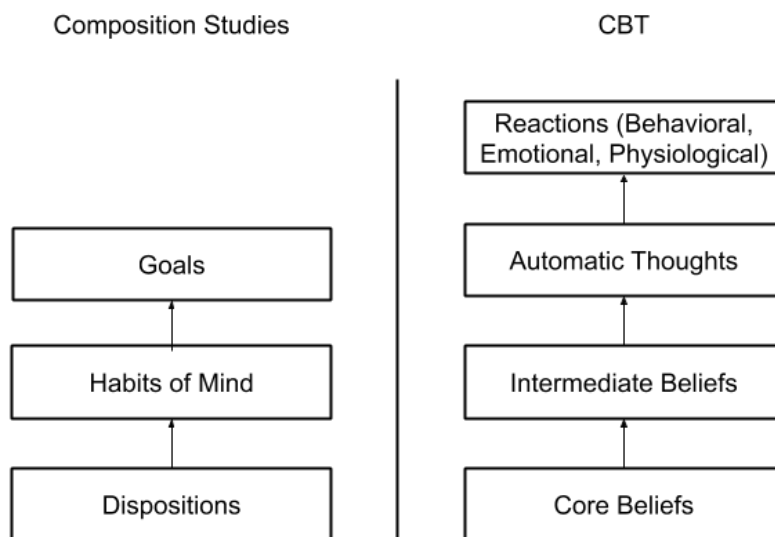 Composition Studies
CBT
Reactions (Behavioral,
Emotional, Physiological)
Goals
Automatic Thoughts
Habits of Mind
Intermediate Beliefs
Dispositions
Core Beliefs